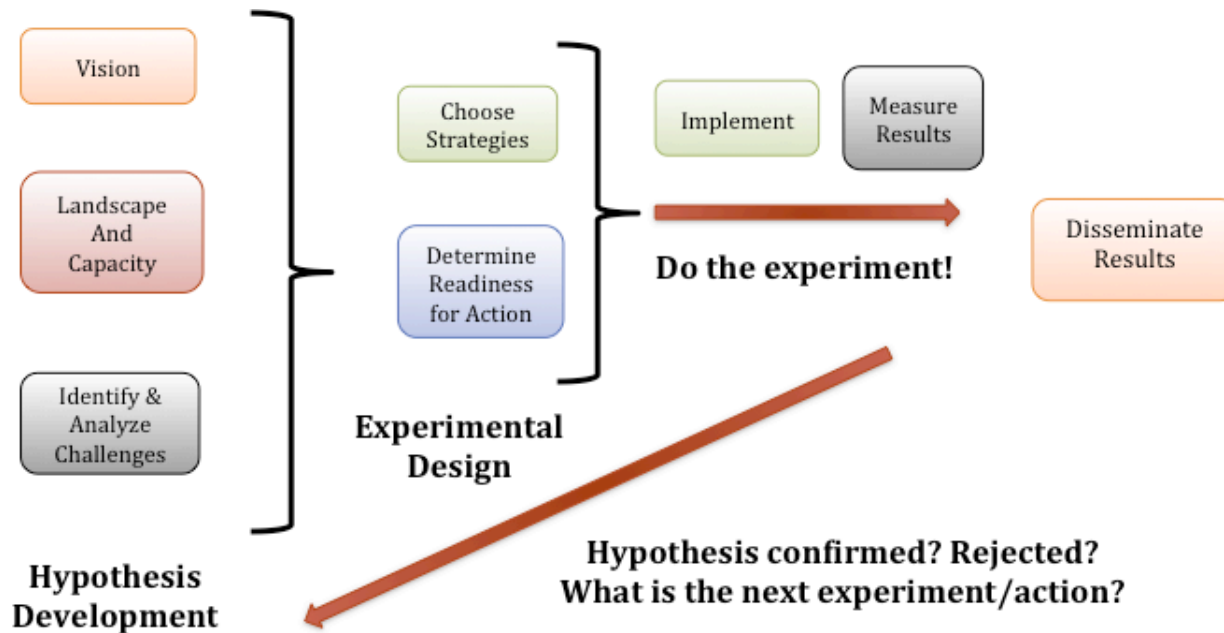 Vision
Landscape
And
Capacity
Identify &
Analyze
Challenges
Hypothesis
Development
Choose
Strategies
Determine
Readiness
for Action
Experimental
Design
Implement
Measure
Results
Do the experiment!
Disseminate
Results
Hypothesis confirmed? Rejected?
What is the next experiment/action?